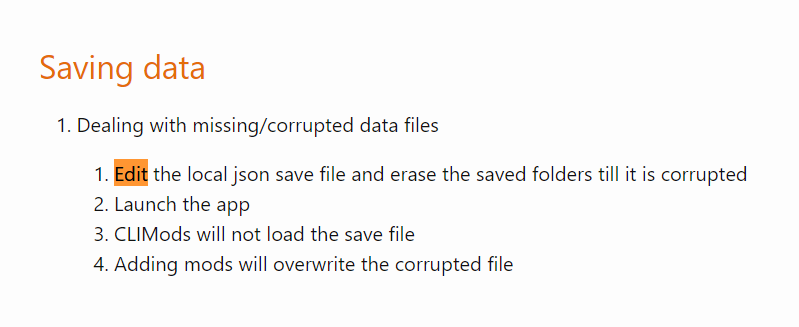 Saving data
1. Dealing with missing/corrupted data files
1. Edit the local json save file and erase the saved folders till it is corrupted
2. Launch the app
3. CLIMods will not load the save file
4. Adding mods will overwrite the corrupted file